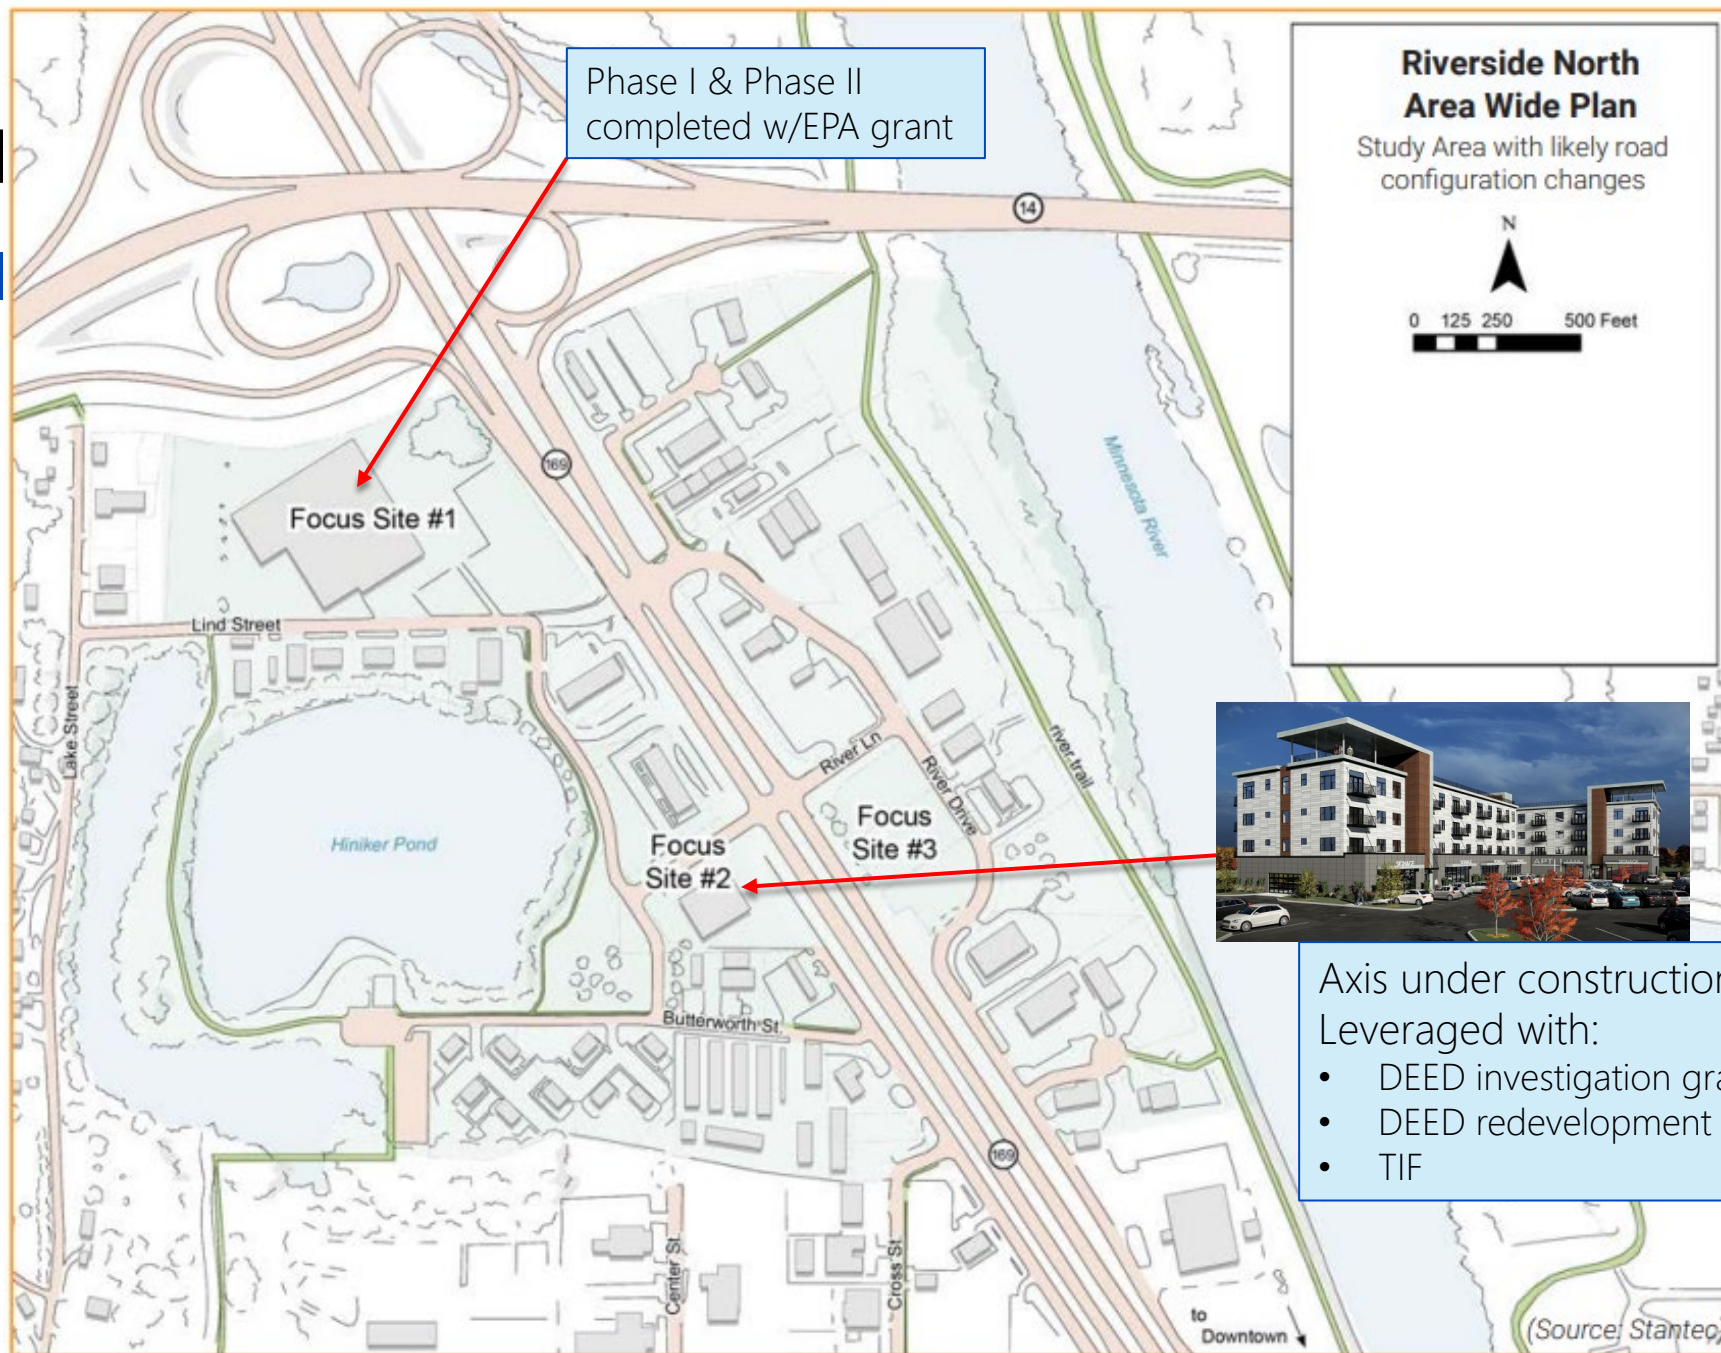 Phase I & Phase II
completed w/EPA grant
Riverside North
Area Wide Plan
Study Area with likely road
configuration changes
N
0 125 250 500 Feet
14
169
Minnesota River
Focus Site #1
Lind Street
Lake Street
Hiniker Pond
River Ln
River Drive
river trail
Focus
Site #2
Focus
Site #3
APT
Axis under construction
Leveraged with:
• DEED investigation gra
• DEED redevelopment
• TIF
Butterworth St.
169
Center St.
Cross St.
to
Downtown
(Source: Stantec)